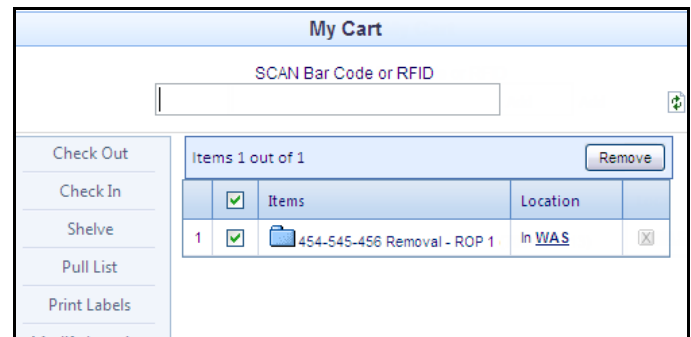 My Cart
SCAN Bar Code or RFID
Check Out
Check In
Shelve
Pull List
Print Labels
Items 1 out of 1
Remove
Items Location
1 454-545-456 Removal - ROP 1 In WAS X